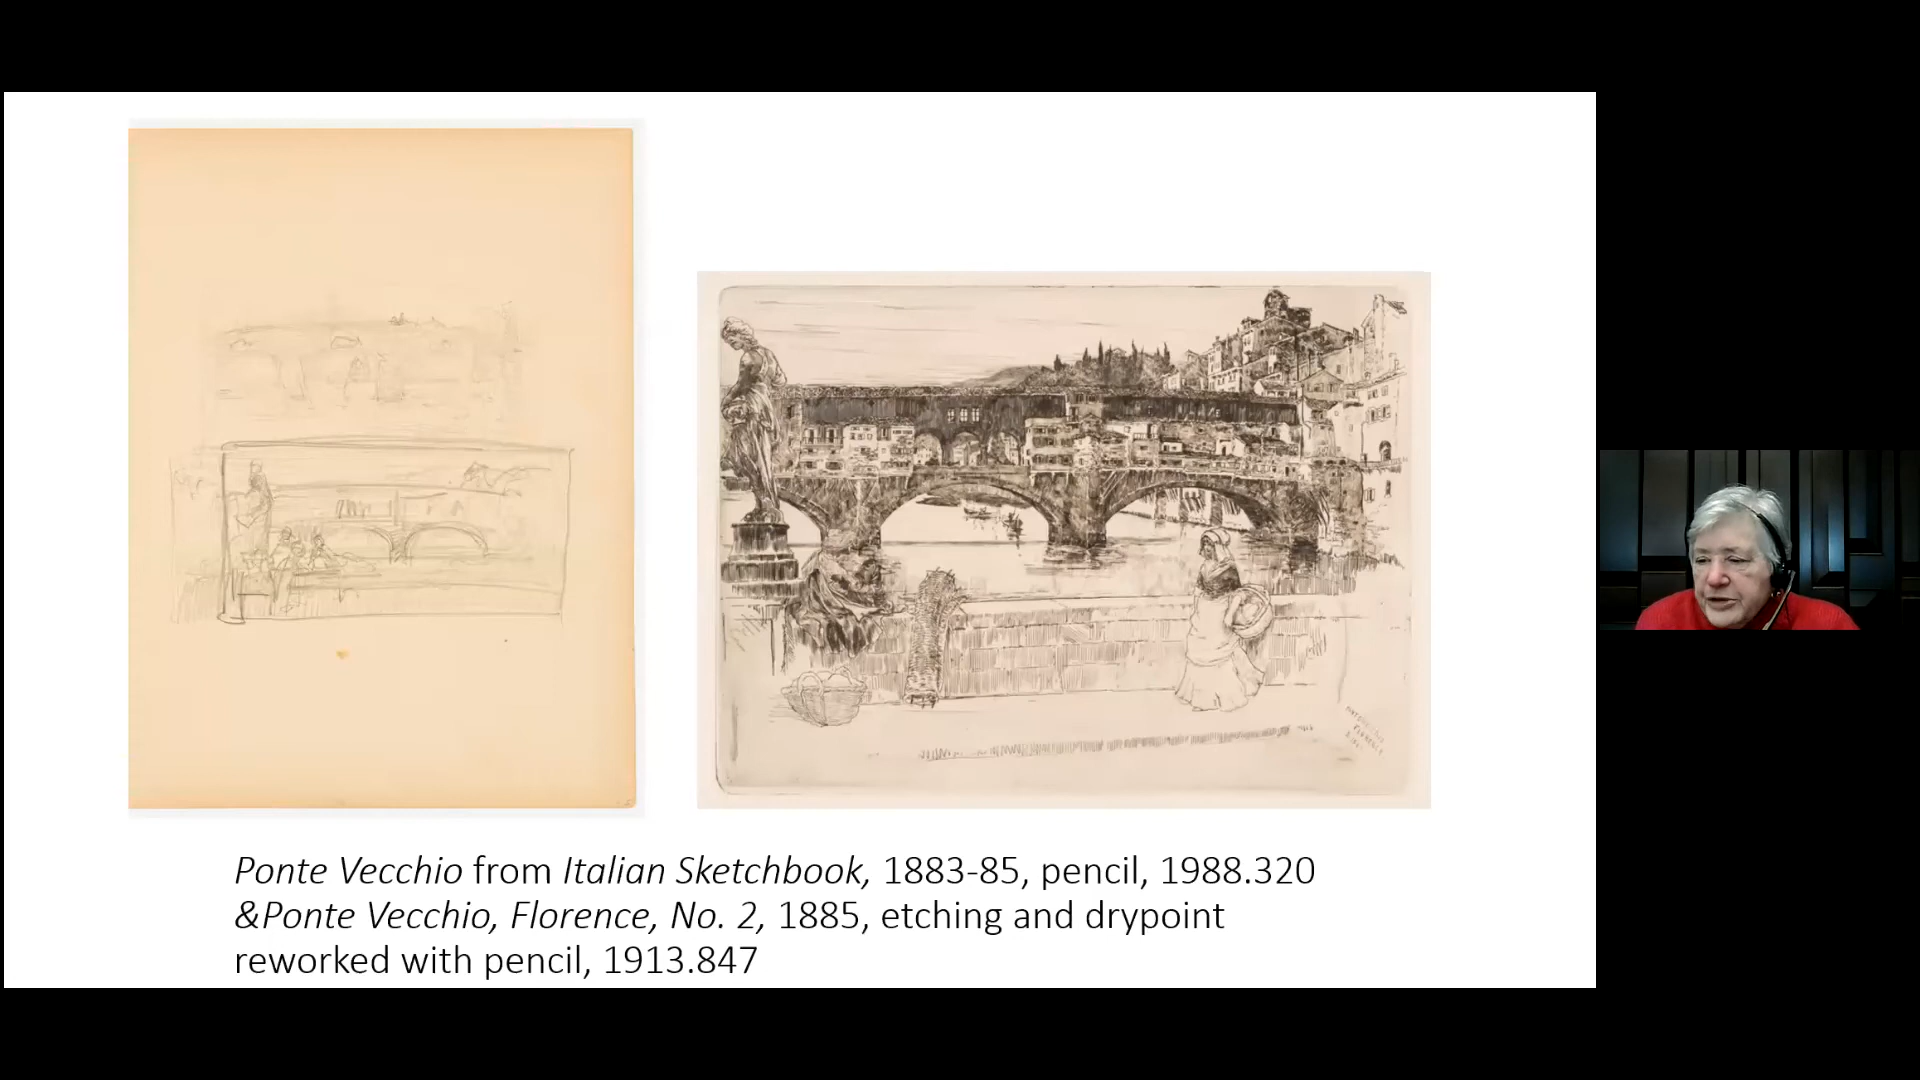 Ponte Vecchio from Italian Sketchbook, 1883-85, pencil, 1988.320
&Ponte Vecchio, Florence, No. 2, 1885, etching and drypoint
reworked with pencil, 1913.847